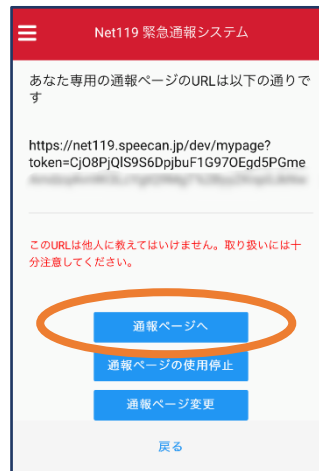 Net119 緊急通報システム
あなた専用の通報ページのURLは以下の通りで
す
https://net119.speecan.jp/dev/mypage?
token=CjO8PjQlS9S6DpjbuF1G97OEgd5PGme
このURLは他人に教えてはいけません。取り扱いには十
分注意してください。
通報ページへ
通報ページの使用停止
通報ページ変更
戻る